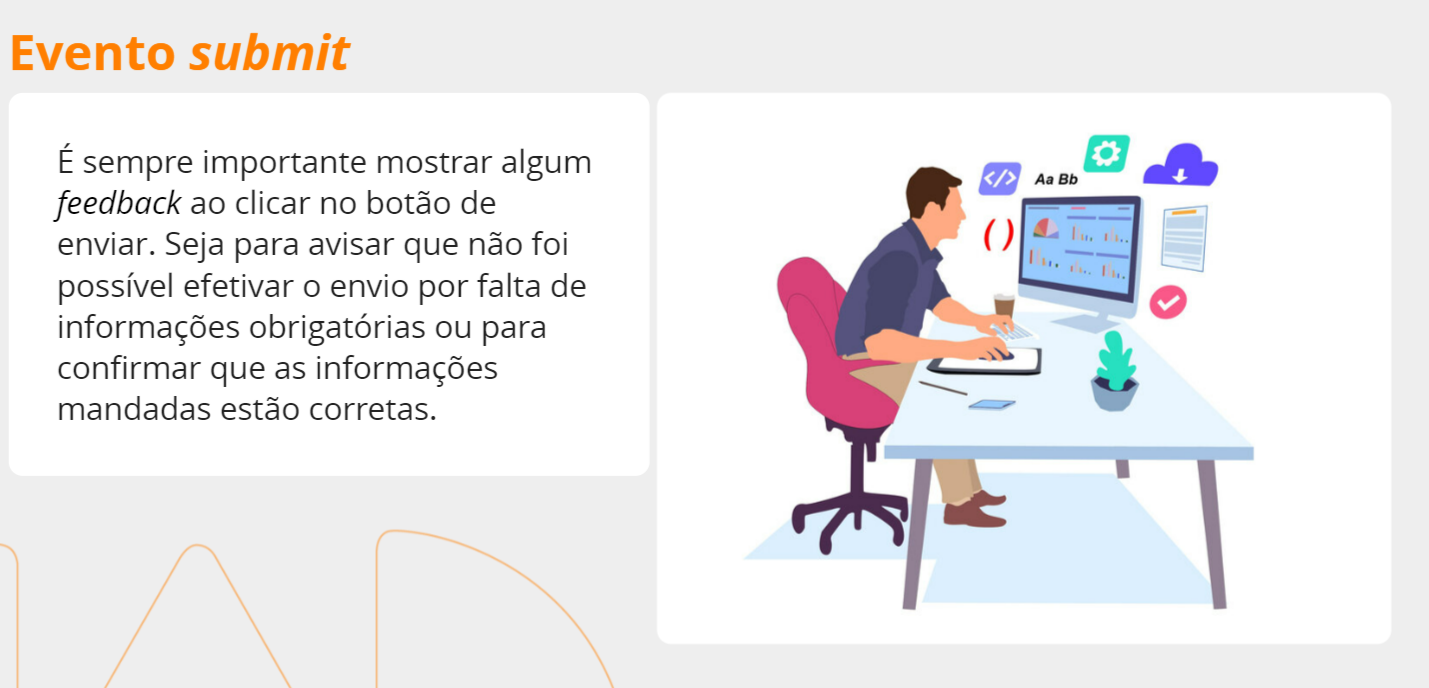 Evento submit
É sempre importante mostrar algum
feedback ao clicar no botão de
enviar. Seja para avisar que não foi
possível efetivar o envio por falta de
informações obrigatórias ou para
confirmar que as informações
mandadas estão corretas.
</>
Aa Bb
( )